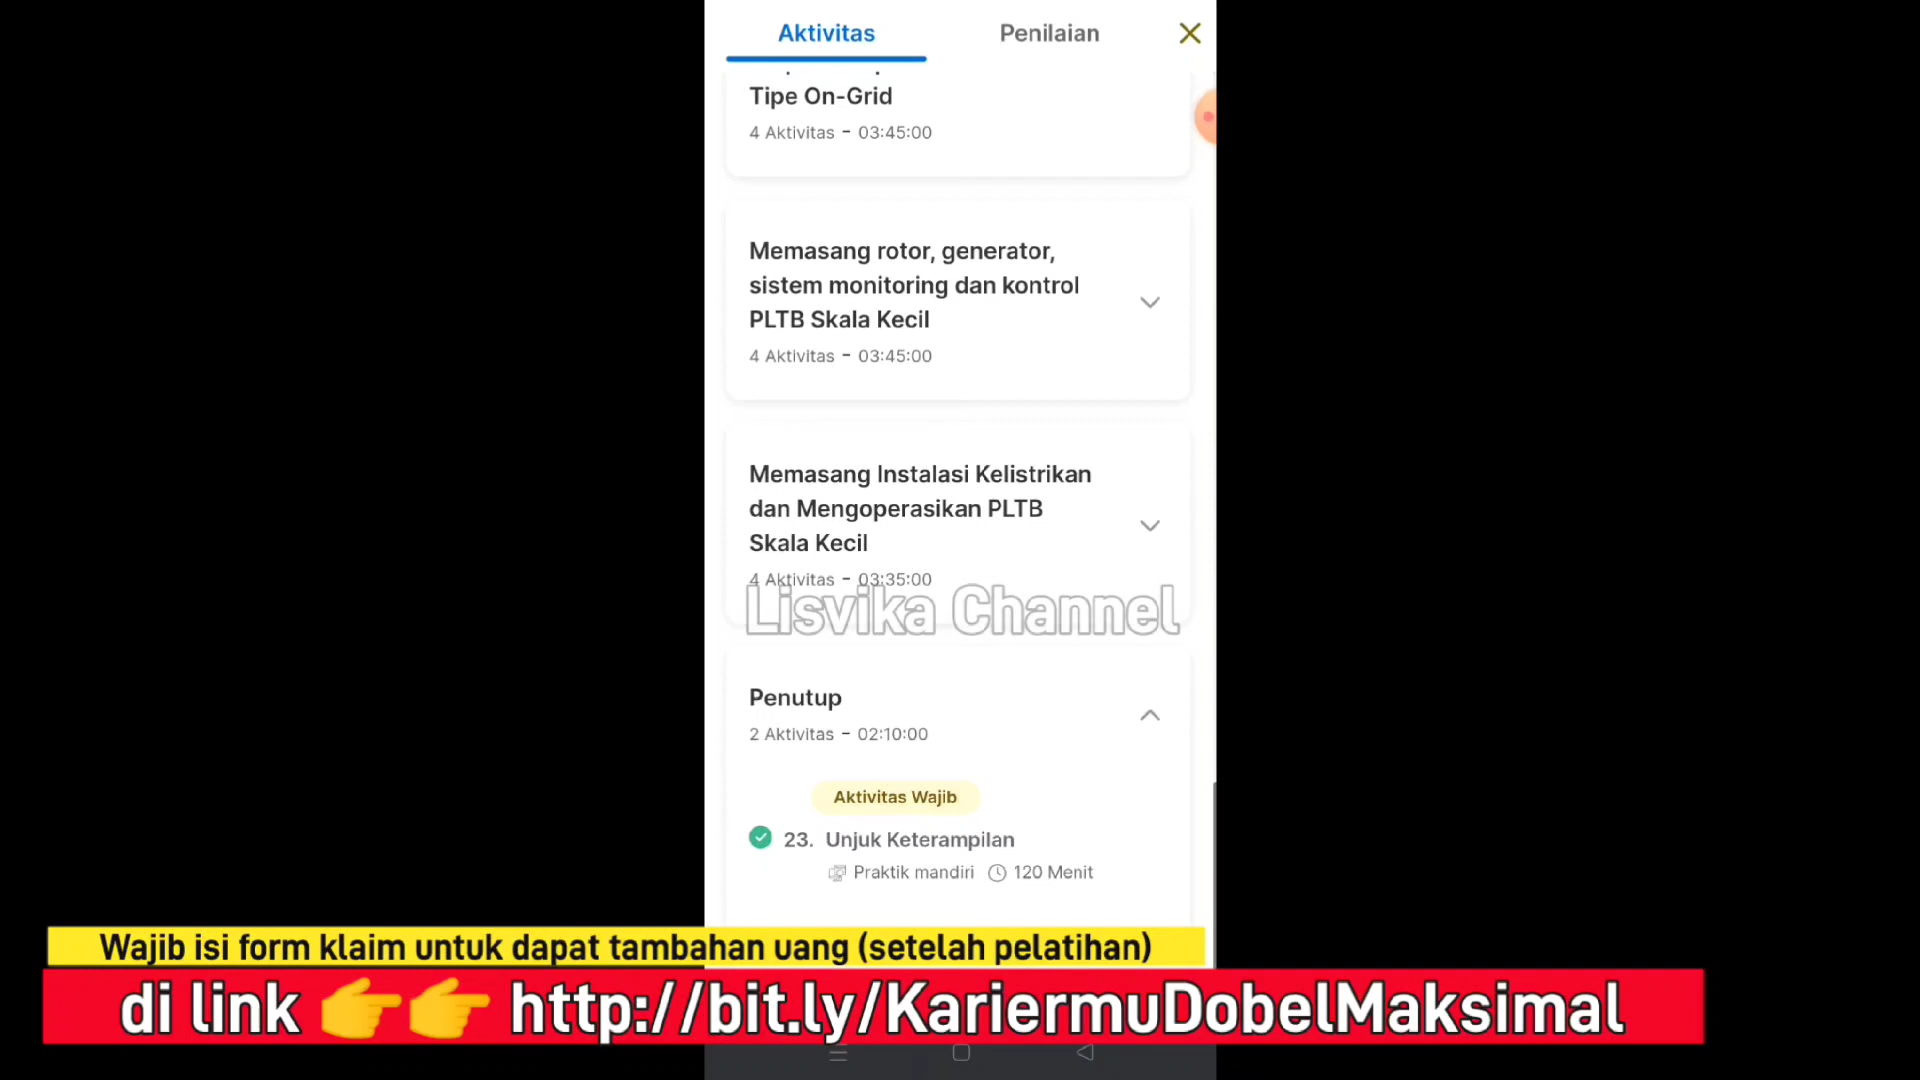 Aktivitas Penilaian
Tipe On-Grid
4 Aktivitas - 03:45:00
Memasang rotor, generator,
sistem monitoring dan kontrol
PLTB Skala Kecil
4 Aktivitas - 03:45:00
Memasang Instalasi Kelistrikan
dan Mengoperasikan PLTB
Skala Kecil
4 Aktivitas - 03:35:00
Lisvika Channel
Penutup
2 Aktivitas - 02:10:00
Aktivitas Wajib
23. Unjuk Keterampilan
Praktik mandiri 120 Menit
Wajib isi form klaim untuk dapat tambahan uang (setelah pelatihan)
di link 👉👉 http://bit.ly/KariermuDobelMaksimal